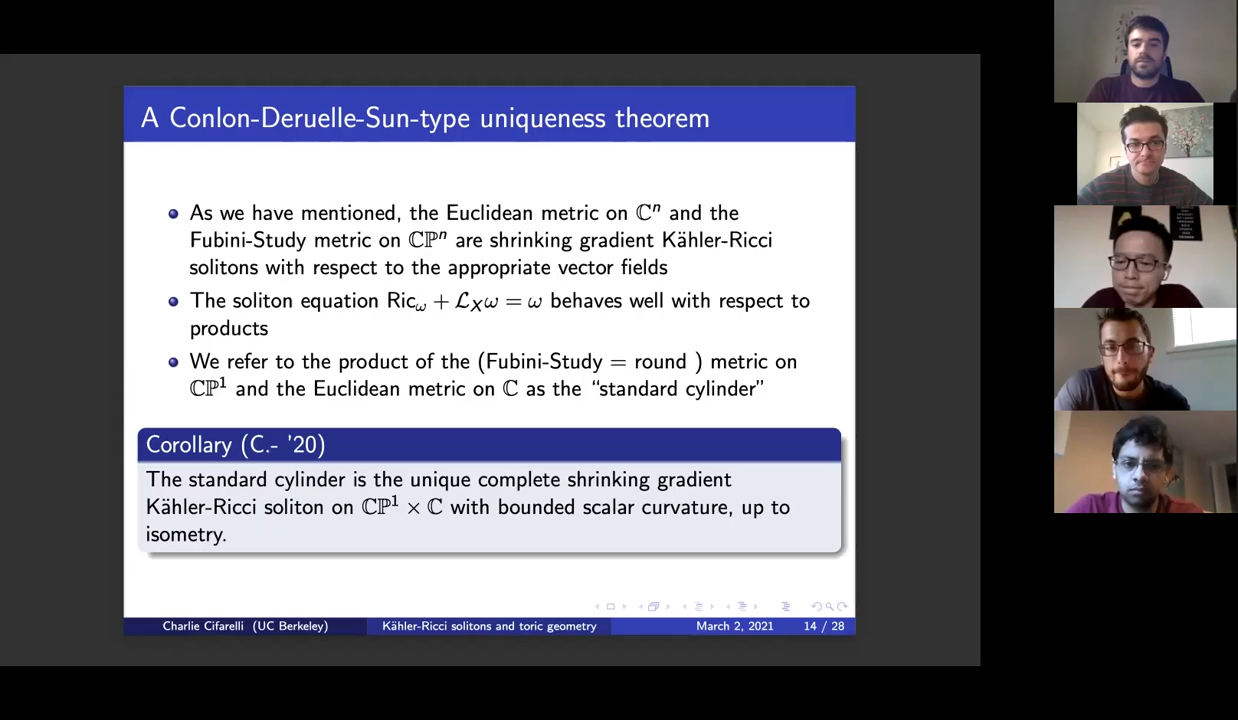 A Conlon-Deruelle-Sun-type uniqueness theorem
As we have mentioned, the Euclidean metric on ℂⁿ and the
Fubini-Study metric on ℂℙⁿ are shrinking gradient Kähler-Ricci
solitons with respect to the appropriate vector fields
The soliton equation Ric_ω + ℒ_Xω = ω behaves well with respect to
products
We refer to the product of the (Fubini-Study = round ) metric on
ℂℙ¹ and the Euclidean metric on ℂ as the “standard cylinder”
Corollary (C.- '20)
The standard cylinder is the unique complete shrinking gradient
Kähler-Ricci soliton on ℂℙ¹ × ℂ with bounded scalar curvature, up to
isometry.
Charlie Cifarelli (UC Berkeley) Kähler-Ricci solitons and toric geometry March 2, 2021 14 / 28